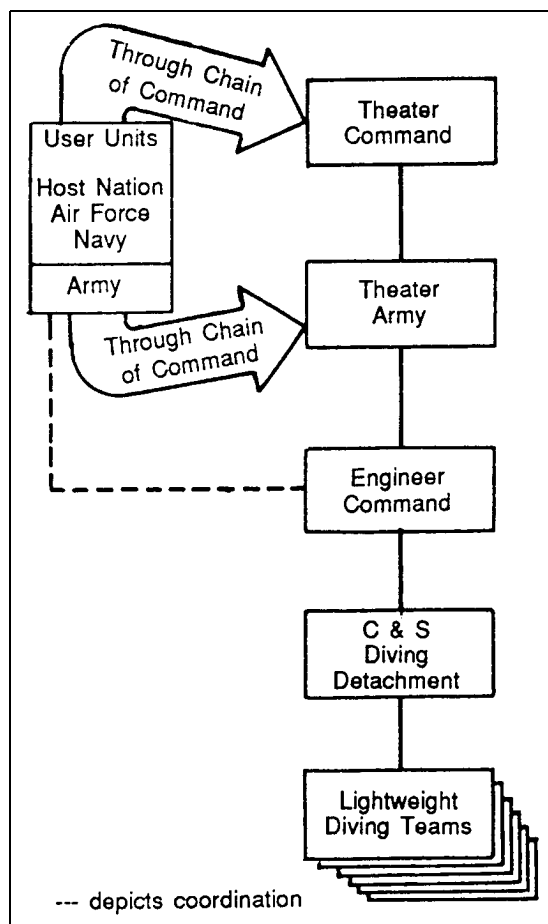 Through Chain
of Command
User Units
Host Nation
Air Force
Navy
Army
Through Chain
of Command
Theater
Command
Theater
Army
Engineer
Command
C & S
Diving
Detachment
Lightweight
Diving Teams
--- depicts coordination